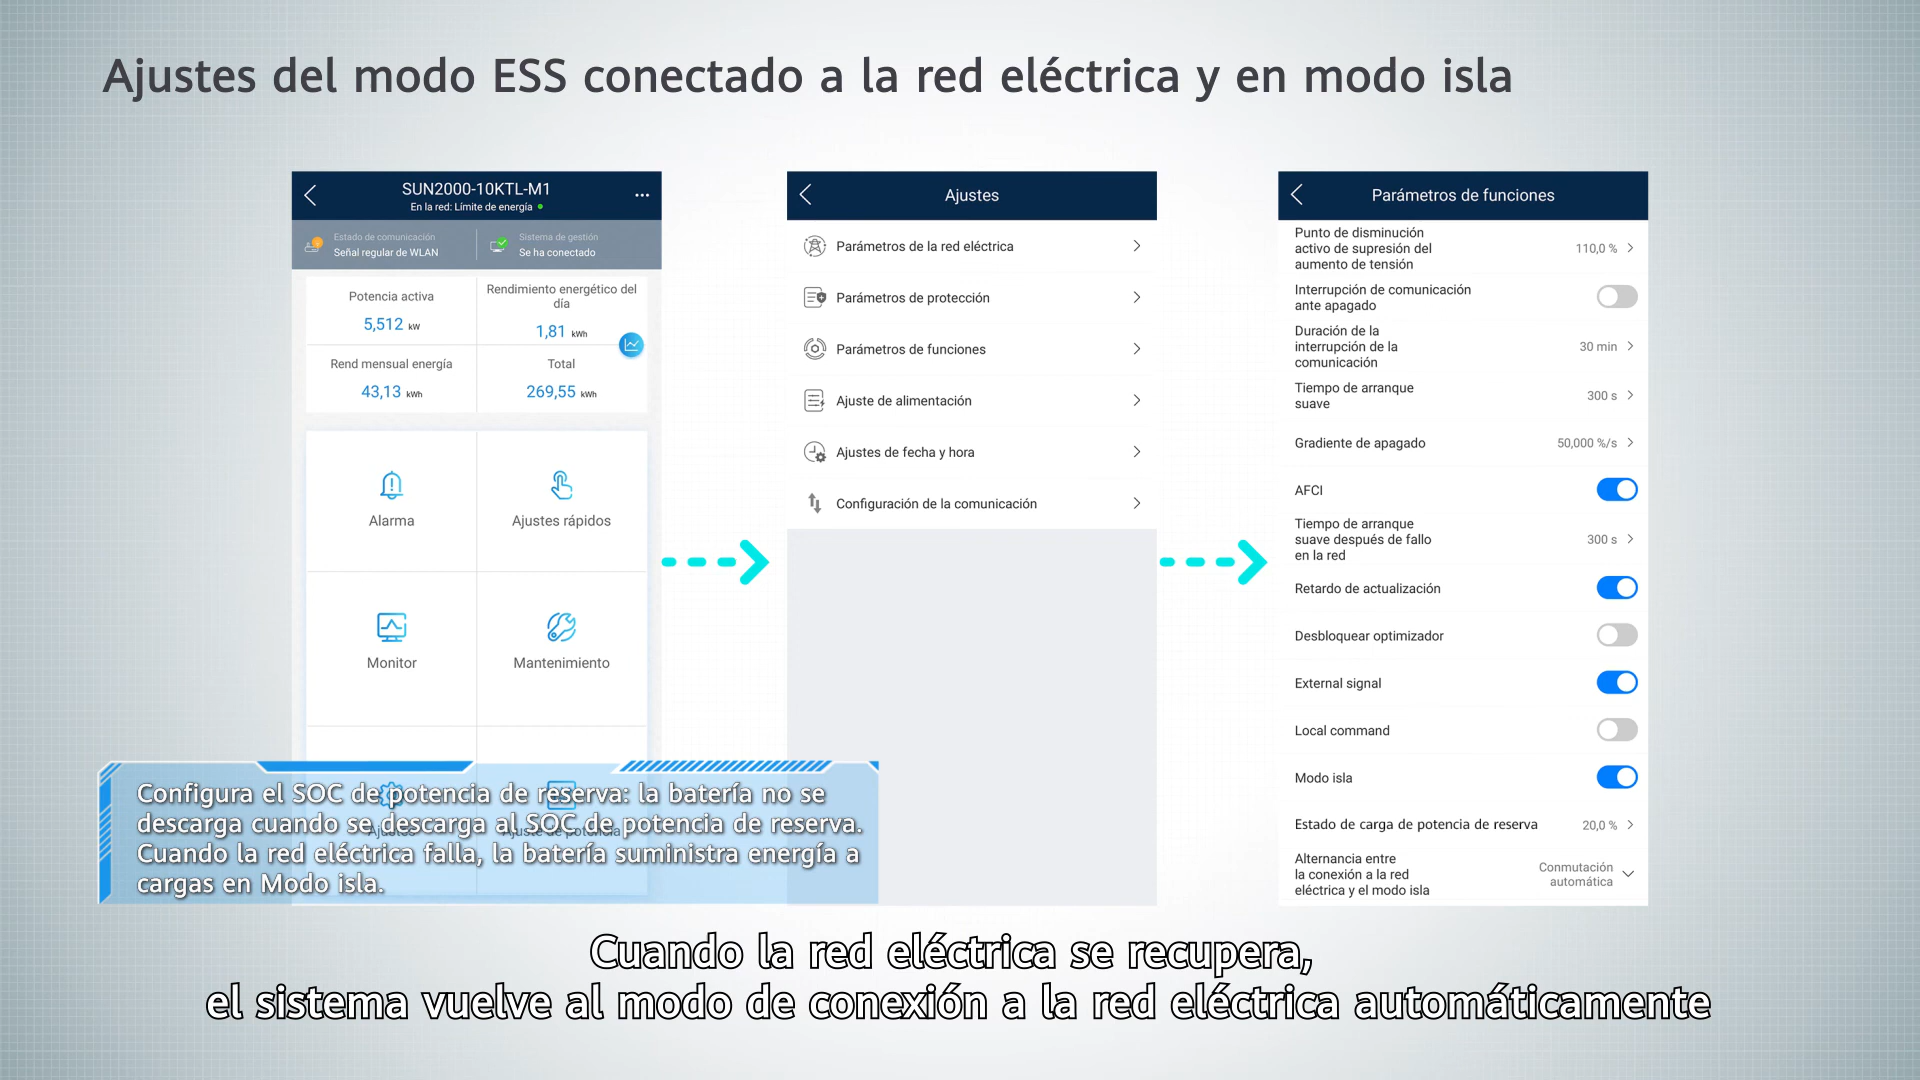 Ajustes del modo ESS conectado a la red eléctrica y en modo isla
SUN2000-10KTL-M1
En la red: Límite de energía
Estado de comunicación
Señal regular de WLAN
Sistema de gestión
Se ha conectado
Potencia activa
5,512 kW
Rendimiento energético del
día
1,81 kWh
Rend mensual energía
43,13 kWh
Total
269,55 kWh
Alarma
Ajustes rápidos
Monitor
Mantenimiento
Ajustes
Ajuste de potencia
Configura el SOC de potencia de reserva: la batería no se
descarga cuando se descarga al SOC de potencia de reserva.
Cuando la red eléctrica falla, la batería suministra energía a
cargas en Modo isla.
Ajustes
Parámetros de la red eléctrica
Parámetros de protección
Parámetros de funciones
Ajuste de alimentación
Ajustes de fecha y hora
Configuración de la comunicación
Parámetros de funciones
Punto de disminución
activo de supresión del
aumento de tensión
110,0 %
Interrupción de comunicación
ante apagado
Duración de la
interrupción de la
comunicación
30 min
Tiempo de arranque
suave
300 s
Gradiente de apagado
50,000 %/s
AFCI
Tiempo de arranque
suave después de fallo
en la red
300 s
Retardo de actualización
Desbloquear optimizador
External signal
Local command
Modo isla
Estado de carga de potencia de reserva
20,0 %
Alternancia entre
la conexión a la red
eléctrica y el modo isla
Conmutación
automática
Cuando la red eléctrica se recupera,
el sistema vuelve al modo de conexión a la red eléctrica automáticamente